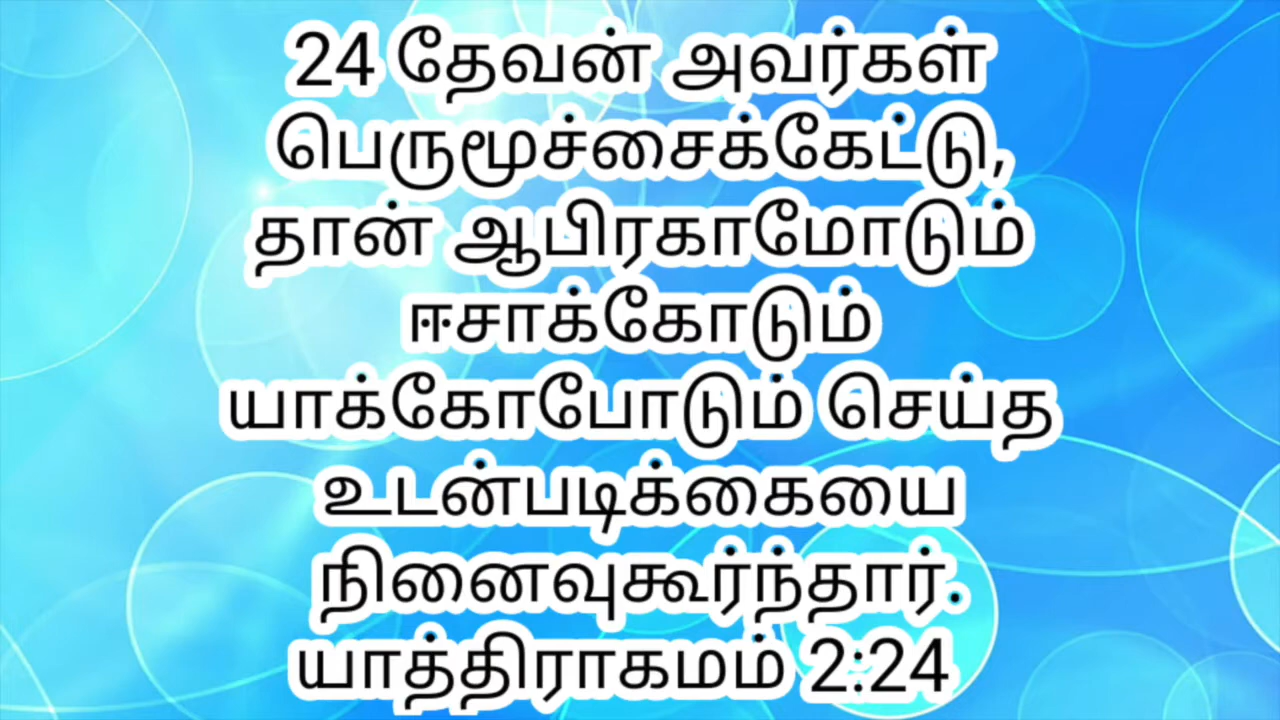 24 தேவன் அவர்கள்
பெருமூச்சைக்கேட்டு,
தான் ஆபிரகாமோடும்
ஈசாக்கோடும்
யாக்கோபோடும் செய்த
உடன்படிக்கையை
நினைவுகூர்ந்தார்.
யாத்திராகமம் 2:24